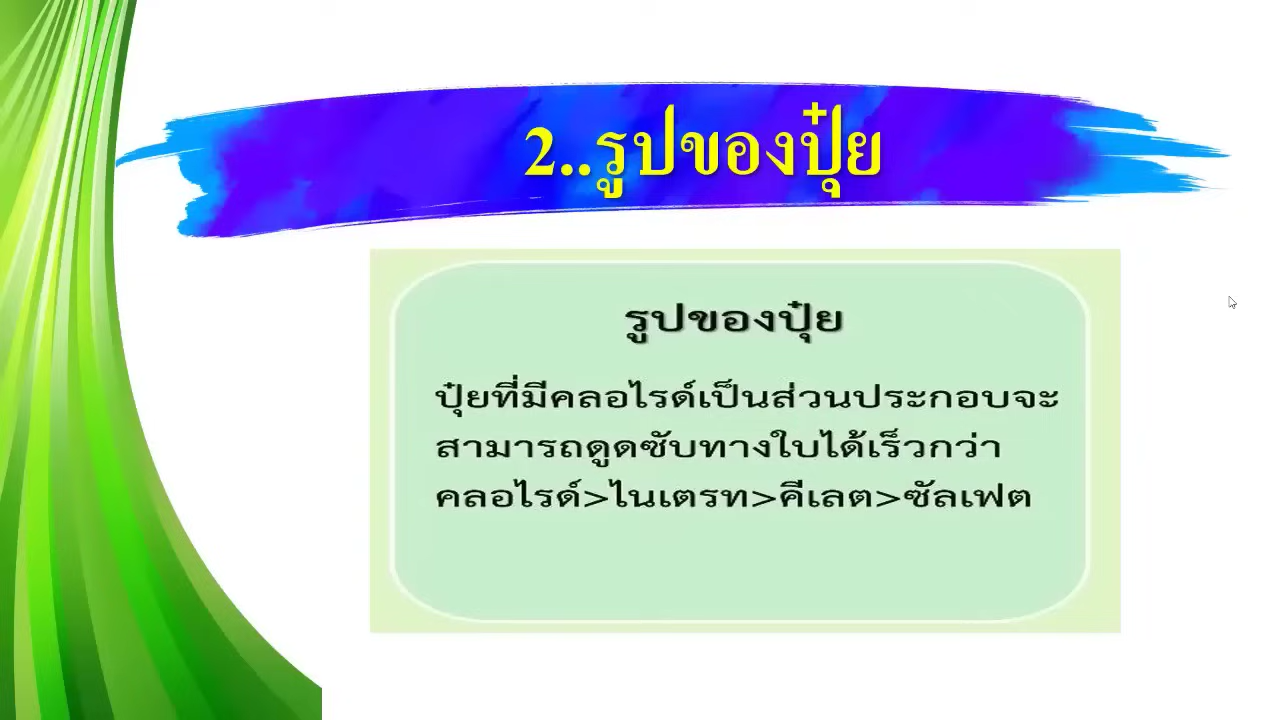 2..รูปของปุ๋ย
รูปของปุ๋ย
ปุ๋ยที่มีคลอไรด์เป็นส่วนประกอบจะ
สามารถดูดซับทางใบได้เร็วกว่า
คลอไรด์>ไนเตรท>คีเลต>ซัลเฟต